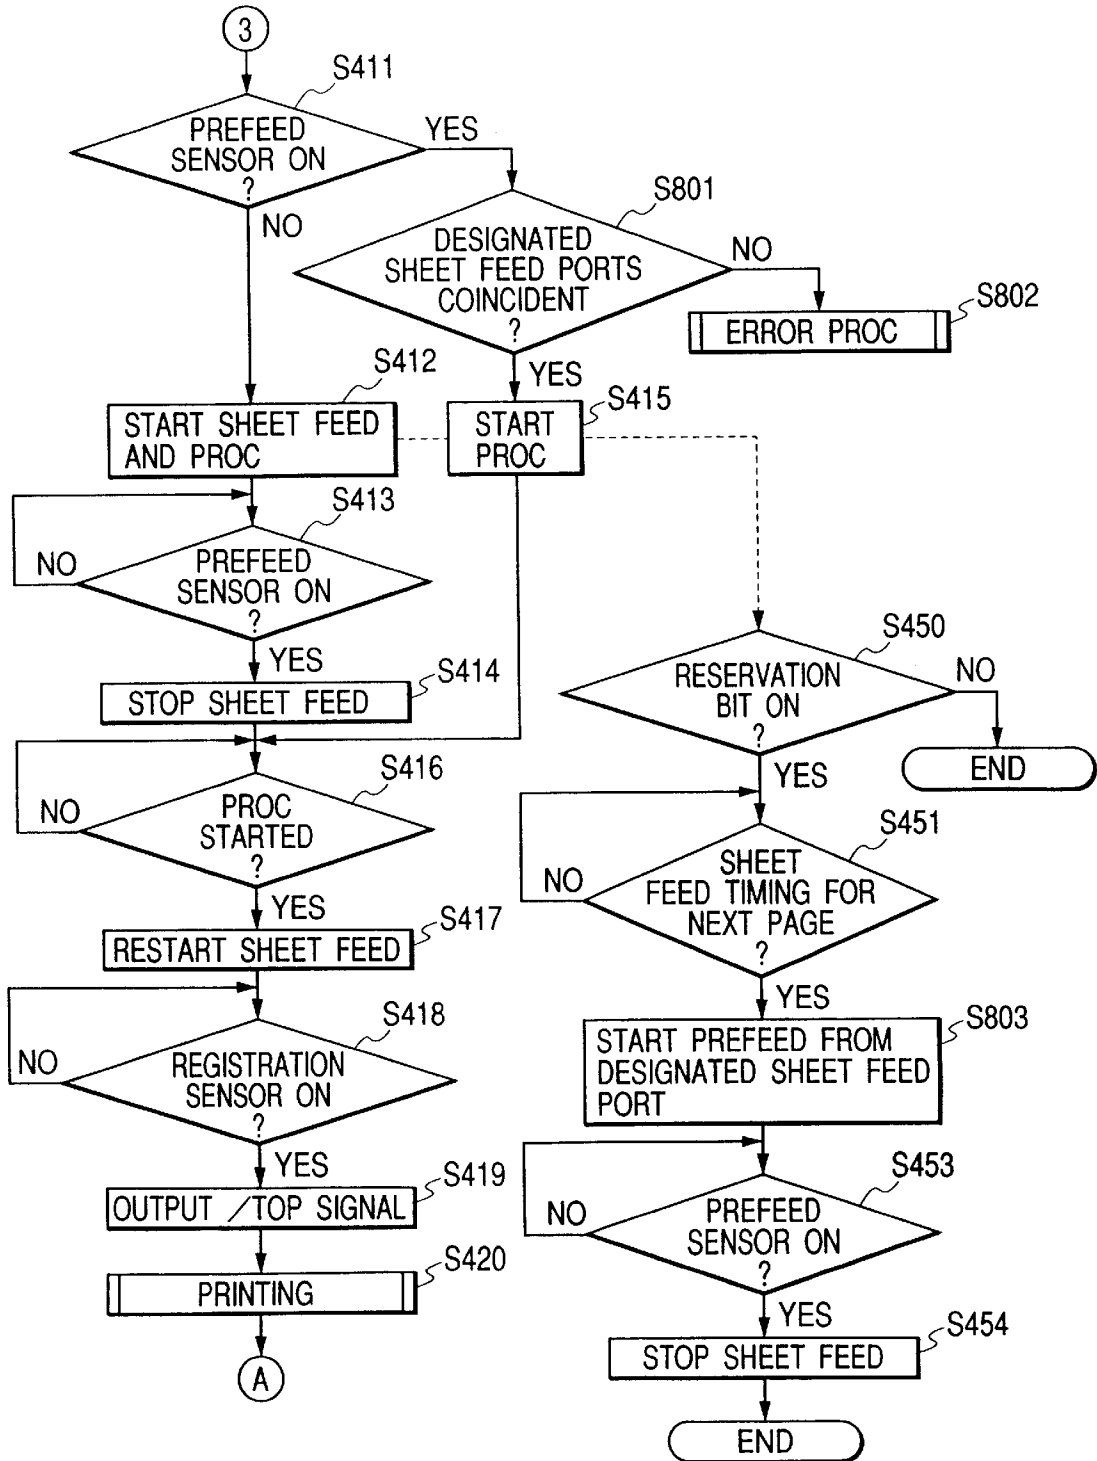 3
S411
PREFEED
SENSOR ON
?
YES
NO
S801
DESIGNATED
SHEET FEED PORTS
COINCIDENT
?
NO
YES
S802
ERROR PROC
S412
START SHEET FEED
AND PROC
S415
START
PROC
S413
PREFEED
SENSOR ON
?
NO
YES
S414
STOP SHEET FEED
S416
PROC
STARTED
?
NO
YES
S417
RESTART SHEET FEED
S418
REGISTRATION
SENSOR ON
?
NO
YES
S419
OUTPUT /TOP SIGNAL
S420
PRINTING
A
S450
RESERVATION
BIT ON
?
NO
END
YES
S451
SHEET
FEED TIMING FOR
NEXT PAGE
?
NO
YES
S803
START PREFEED FROM
DESIGNATED SHEET FEED
PORT
S453
PREFEED
SENSOR ON
?
NO
YES
S454
STOP SHEET FEED
END